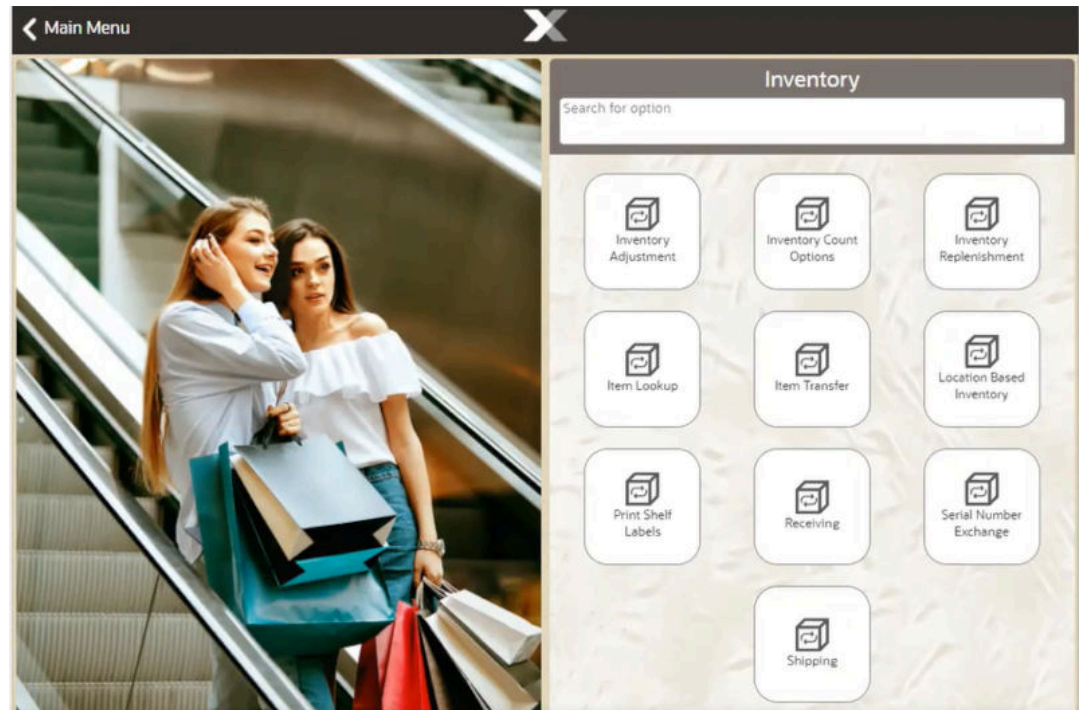 Main Menu
Inventory
Search for option
Inventory
Adjustment
Inventory Count
Options
Inventory
Replenishment
Item Lookup
Item Transfer
Location Based
Inventory
Print Shelf
Labels
Receiving
Serial Number
Exchange
Shipping